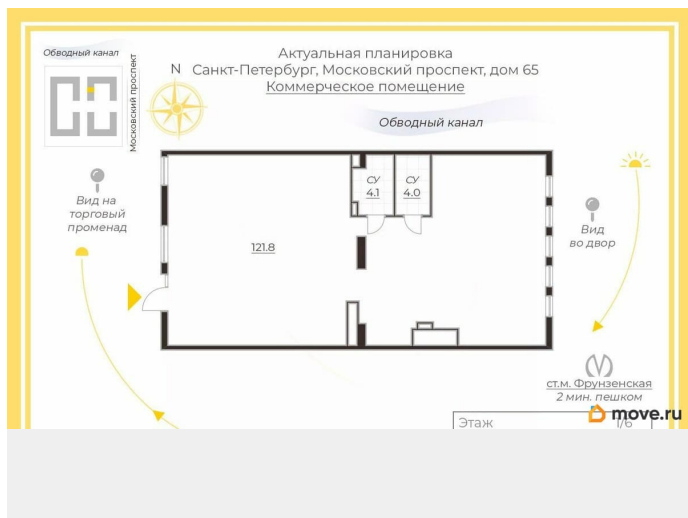 Обводный канал
Московский проспект
N
Актуальная планировка
Санкт-Петербург, Московский проспект, дом 65
Коммерческое помещение
Обводный канал
Вид на
торговый
променад
СУ
4.1
СУ
4.0
121.8
Вид
во двор
ст.м. Фрунзенская
2 мин. пешком
move.ru
Этаж
1/6